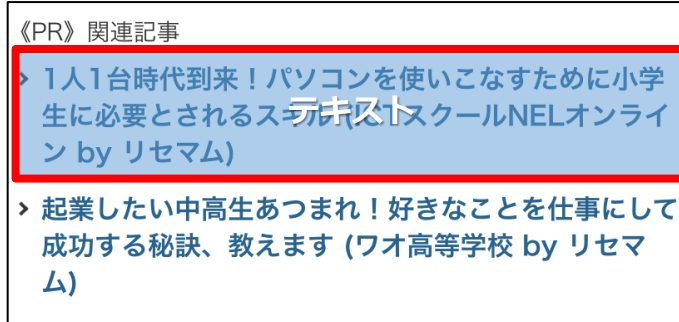 《PR》関連記事
› 1人1台時代到来！パソコンを使いこなすために小学
生に必要とされるス (ICTスクールNELオンライ
ン by リセマム)
テキスト
› 起業したい中高生あつまれ！好きなことを仕事にして
成功する秘訣、教えます (ワオ高等学校 by リセマ
ム)